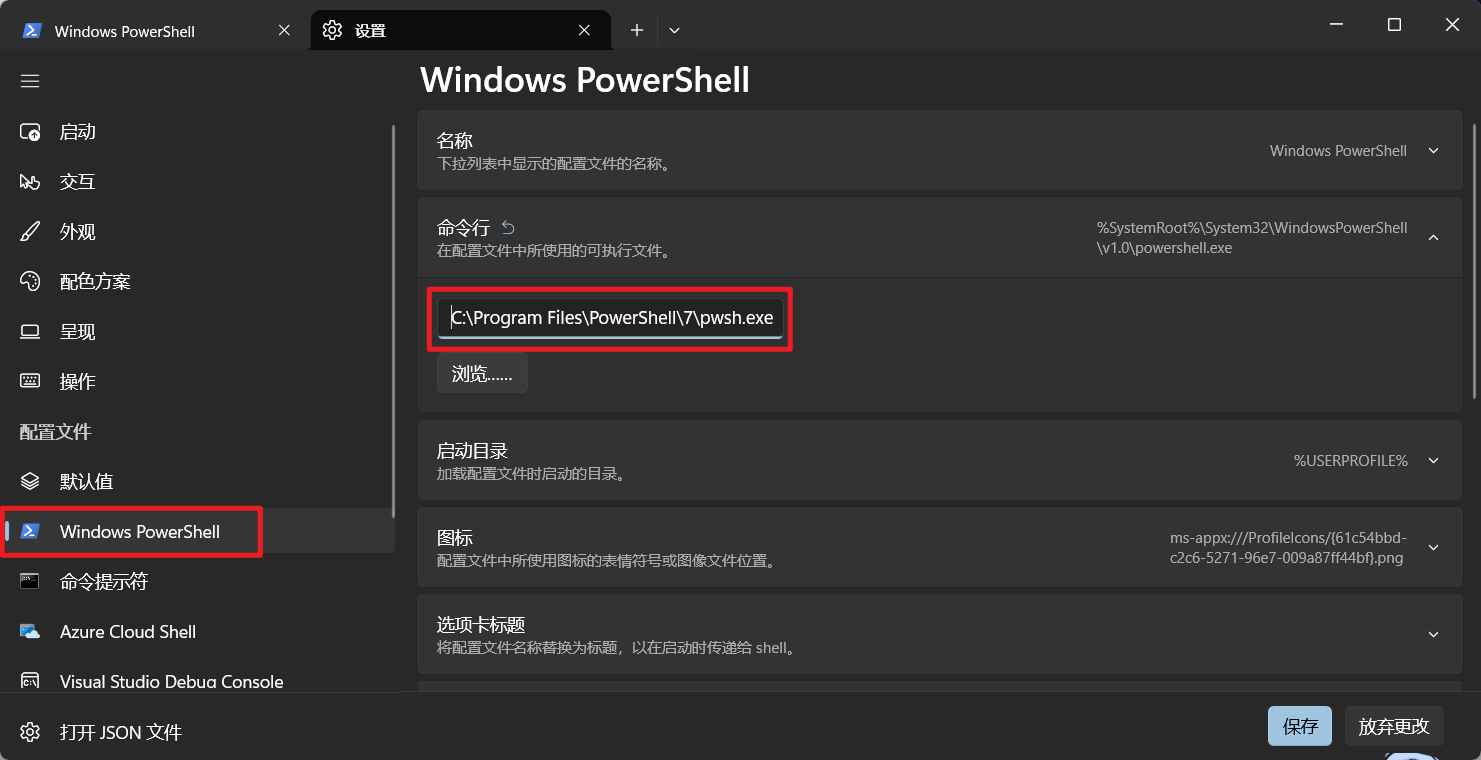 Windows PowerShell
设置
启动
交互
外观
配色方案
呈现
操作
配置文件
默认值
Windows PowerShell
命令提示符
Azure Cloud Shell
Visual Studio Debug Console
打开 JSON 文件
Windows PowerShell
名称
下拉列表中显示的配置文件的名称。
Windows PowerShell
命令行
在配置文件中所使用的可执行文件。
%SystemRoot%\System32\WindowsPowerShell
\v1.0\powershell.exe
C:\Program Files\PowerShell\7\pwsh.exe
浏览……
启动目录
加载配置文件时启动的目录。
%USERPROFILE%
图标
配置文件中所使用图标的表情符号或图像文件位置。
ms-appx:///ProfileIcons/{61c54bbd-
c2c6-5271-96e7-009a87ff44bf}.png
选项卡标题
将配置文件名称替换为标题，以在启动时传递给 shell。
保存
放弃更改